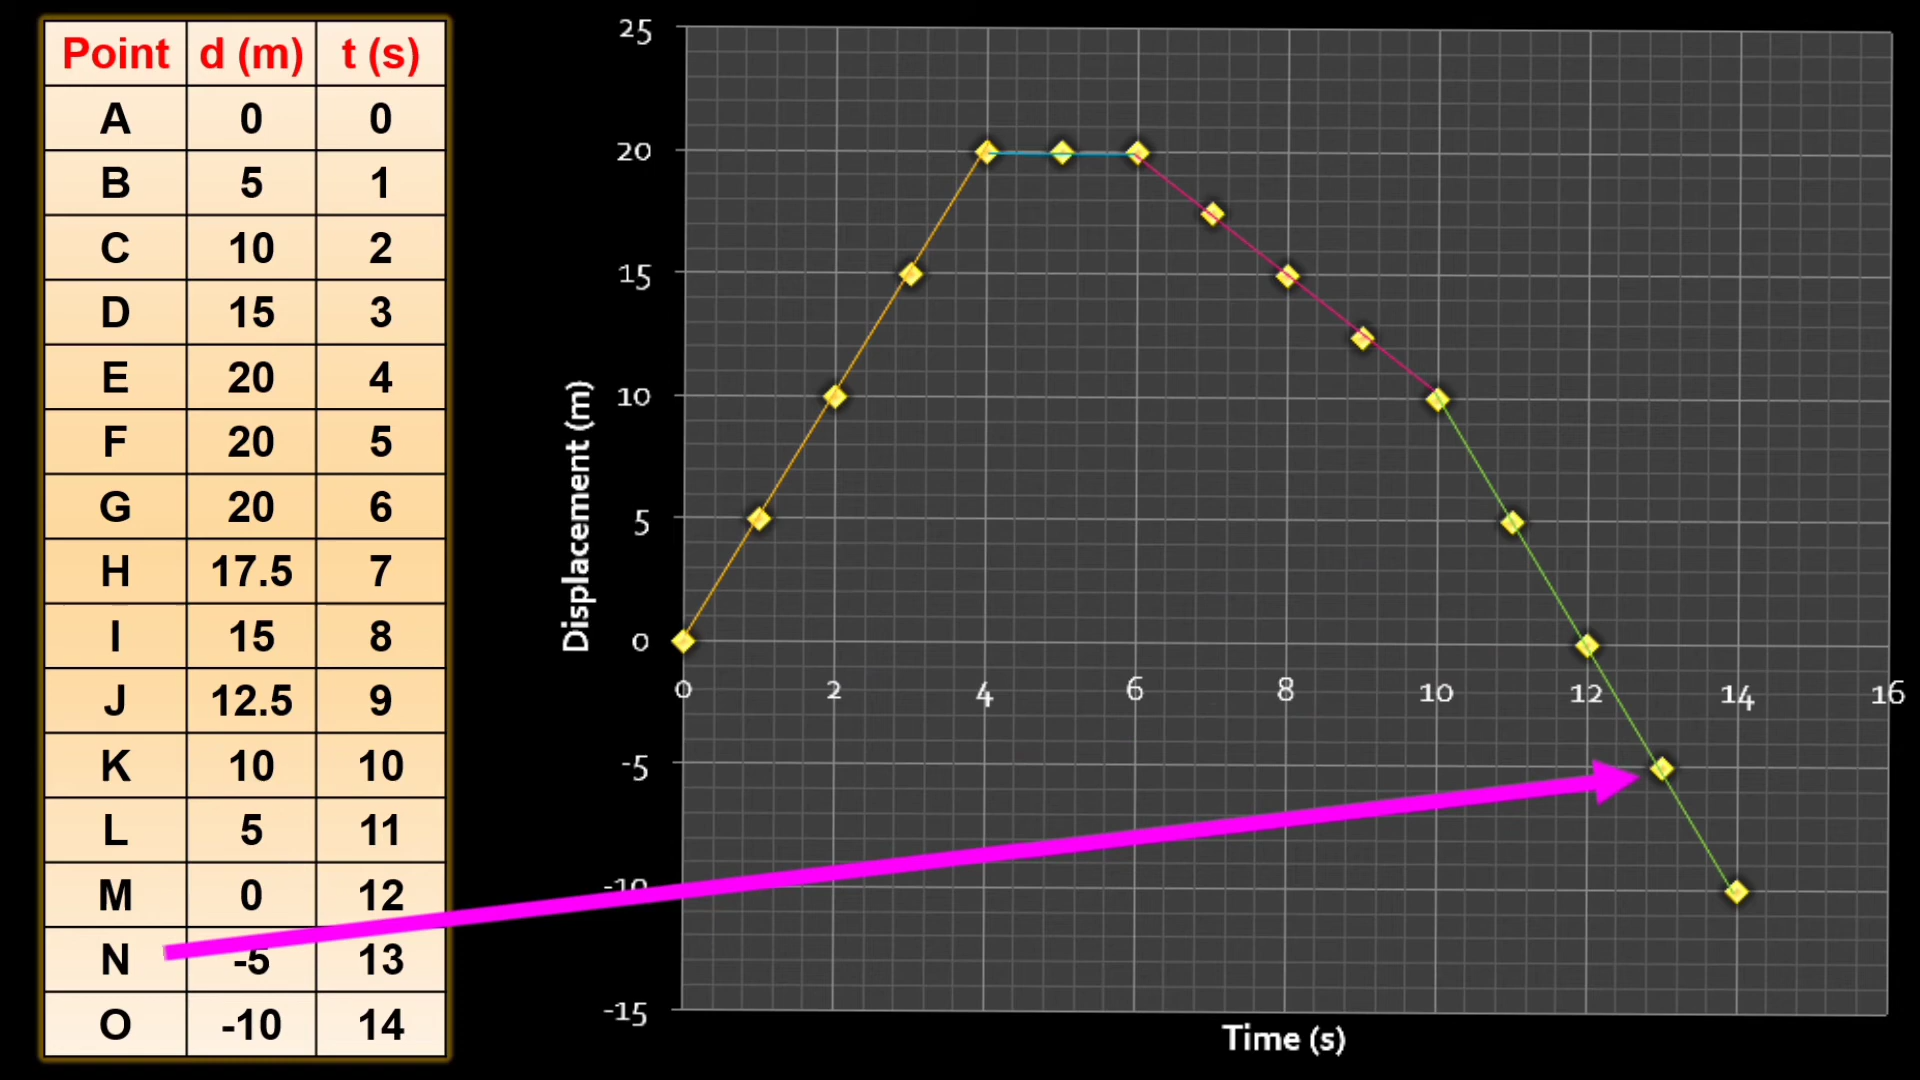 Point d (m) t (s)
A 0 0
B 5 1
C 10 2
D 15 3
E 20 4
F 20 5
G 20 6
H 17.5 7
I 15 8
J 12.5 9
K 10 10
L 5 11
M 0 12
N -5 13
O -10 14
25
20
15
10
5
0
-5
-10
-15
Displacement (m)
0 2 4 6 8 10 12 14 16
Time (s)